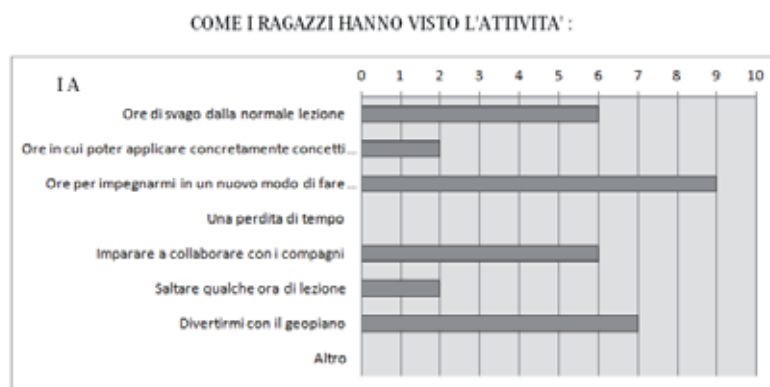 COME I RAGAZZI HANNO VISTO L'ATTIVITA' :
I A
0 1 2 3 4 5 6 7 8 9 10
Ore di svago dalla normale lezione
Ore in cui poter applicare concretamente concetti ...
Ore per impegnarmi in un nuovo modo di fare ...
Una perdita di tempo
Imparare a collaborare con i compagni
Saltare qualche ora di lezione
Divertirmi con il geopiano
Altro